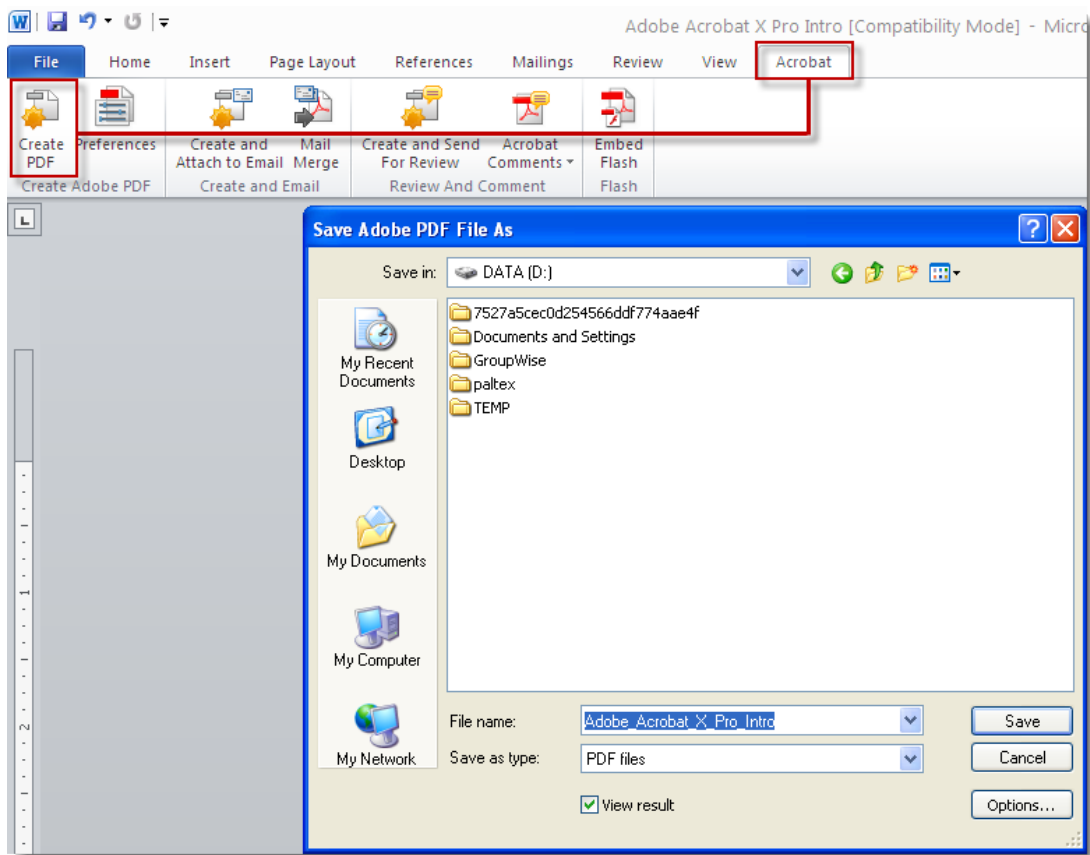 Adobe Acrobat X Pro Intro [Compatibility Mode] - Micro
File Home Insert Page Layout References Mailings Review View Acrobat
Create PDF
Preferences
Create and Attach to Email
Mail Merge
Create and Send For Review
Acrobat Comments
Embed Flash
Create Adobe PDF
Create and Email
Review And Comment
Flash
L
Save Adobe PDF File As
Save in: DATA (D:)
7527a5cec0d254566ddf774aae4f
Documents and Settings
GroupWise
paltex
TEMP
My Recent
Documents
Desktop
My Documents
My Computer
My Network
File name: Adobe_Acrobat_X_Pro_Intro
Save
Save as type: PDF files
Cancel
View result
Options...
1
2